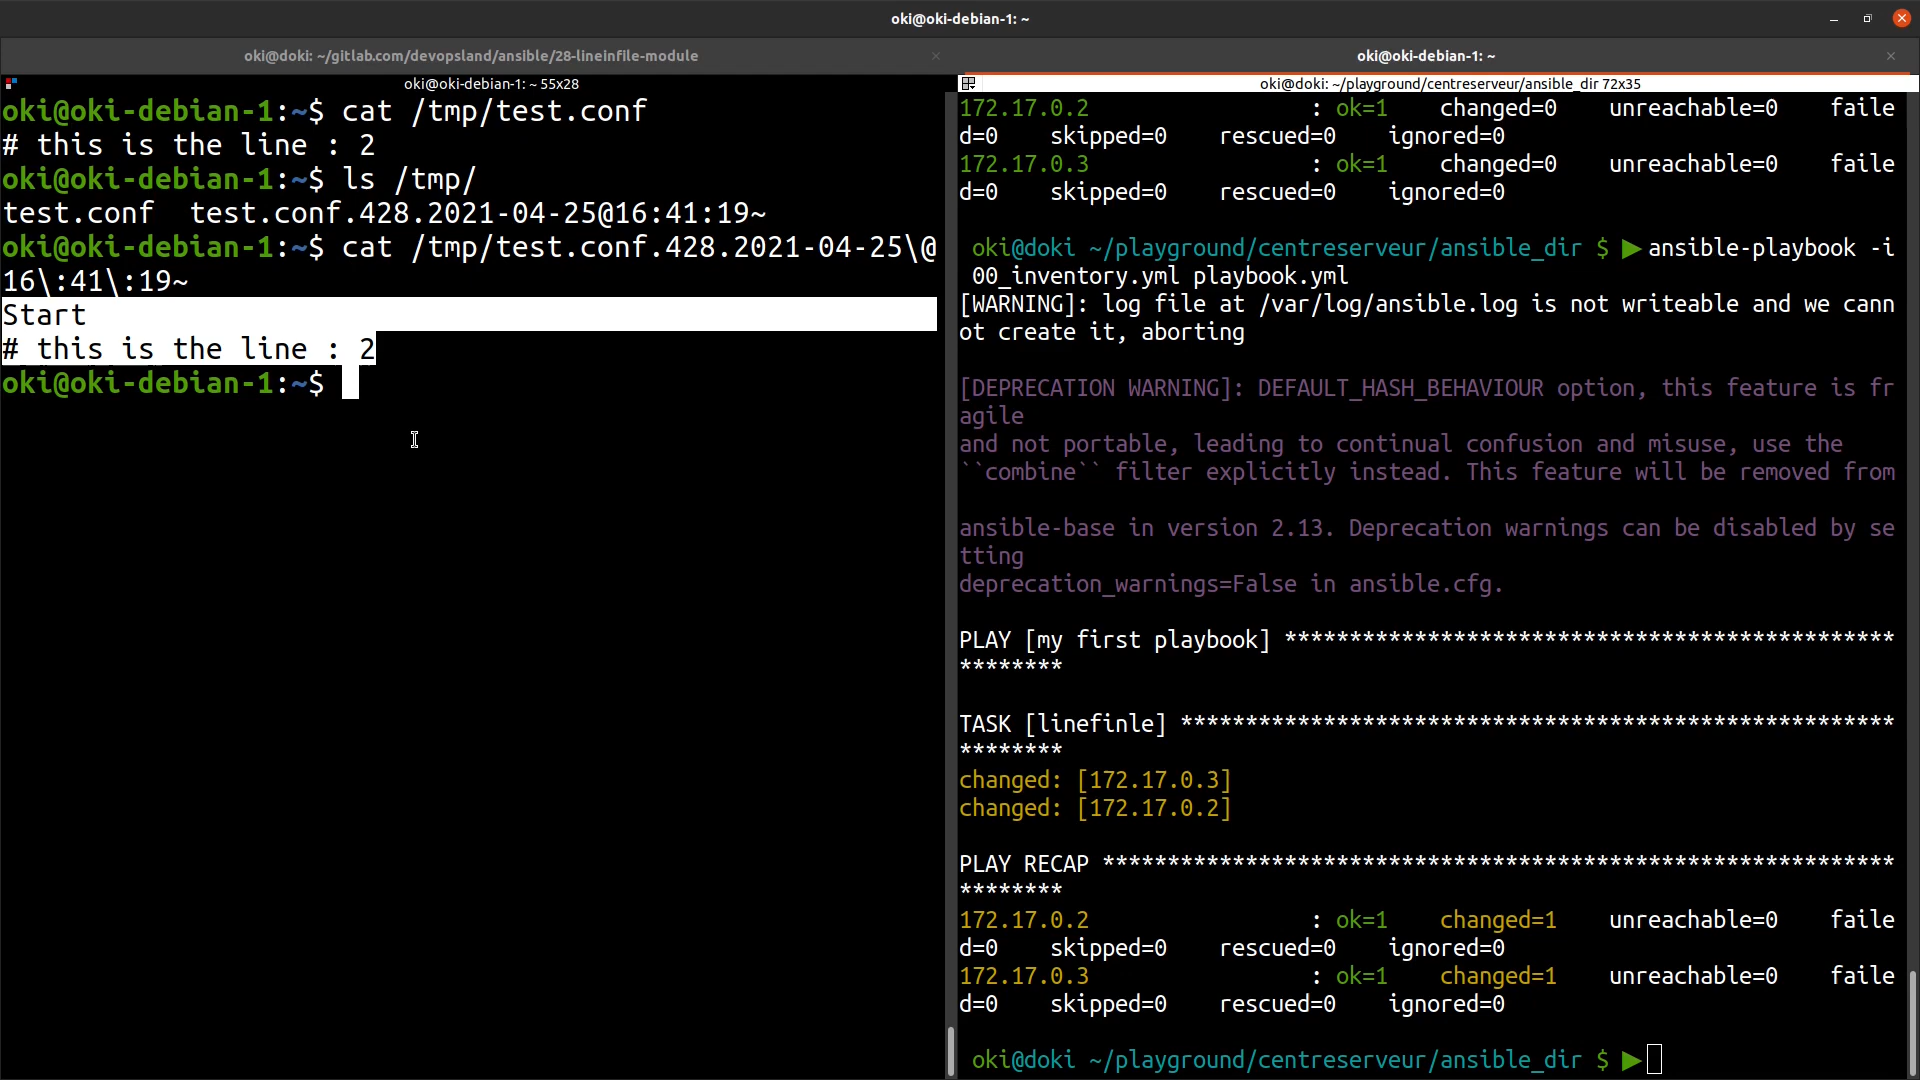 oki@oki-debian-1: ~
oki@doki: ~/gitlab.com/devopsland/ansible/28-lineinfile-module
oki@oki-debian-1: ~
oki@oki-debian-1: ~ 55x28
oki@oki-debian-1:~$ cat /tmp/test.conf
# this is the line : 2
oki@oki-debian-1:~$ ls /tmp/
test.conf  test.conf.428.2021-04-25@16:41:19~
oki@oki-debian-1:~$ cat /tmp/test.conf.428.2021-04-25\@
16\:41\:19~
Start
# this is the line : 2
oki@oki-debian-1:~$
oki@doki: ~/playground/centreserveur/ansible_dir 72x35
172.17.0.2                 : ok=1    changed=0    unreachable=0    faile
d=0    skipped=0    rescued=0    ignored=0
172.17.0.3                 : ok=1    changed=0    unreachable=0    faile
d=0    skipped=0    rescued=0    ignored=0
oki@doki ~/playground/centreserveur/ansible_dir $ ▶ansible-playbook -i
00_inventory.yml playbook.yml
[WARNING]: log file at /var/log/ansible.log is not writeable and we cann
ot create it, aborting
[DEPRECATION WARNING]: DEFAULT_HASH_BEHAVIOUR option, this feature is fr
agile
and not portable, leading to continual confusion and misuse, use the
``combine`` filter explicitly instead. This feature will be removed from
ansible-base in version 2.13. Deprecation warnings can be disabled by se
tting
deprecation_warnings=False in ansible.cfg.
PLAY [my first playbook] ***********************************************
********
TASK [linefinle] *******************************************************
********
changed: [172.17.0.3]
changed: [172.17.0.2]
PLAY RECAP *************************************************************
********
172.17.0.2                 : ok=1    changed=1    unreachable=0    faile
d=0    skipped=0    rescued=0    ignored=0
172.17.0.3                 : ok=1    changed=1    unreachable=0    faile
d=0    skipped=0    rescued=0    ignored=0
oki@doki ~/playground/centreserveur/ansible_dir $ ▶